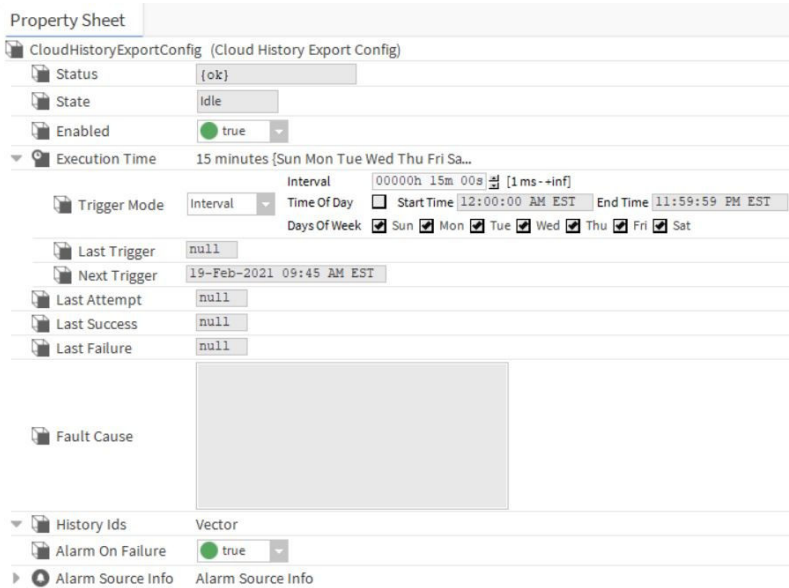 Property Sheet
CloudHistoryExportConfig (Cloud History Export Config)
Status {ok}
State Idle
Enabled true
Execution Time 15 minutes {Sun Mon Tue Wed Thu Fri Sa...
Interval 00000h 15m 00s [1 ms - +inf]
Trigger Mode Interval Time Of Day Start Time 12:00:00 AM EST End Time 11:59:59 PM EST
Days Of Week Sun Mon Tue Wed Thu Fri Sat
Last Trigger null
Next Trigger 19-Feb-2021 09:45 AM EST
Last Attempt null
Last Success null
Last Failure null
Fault Cause
History Ids Vector
Alarm On Failure true
Alarm Source Info Alarm Source Info